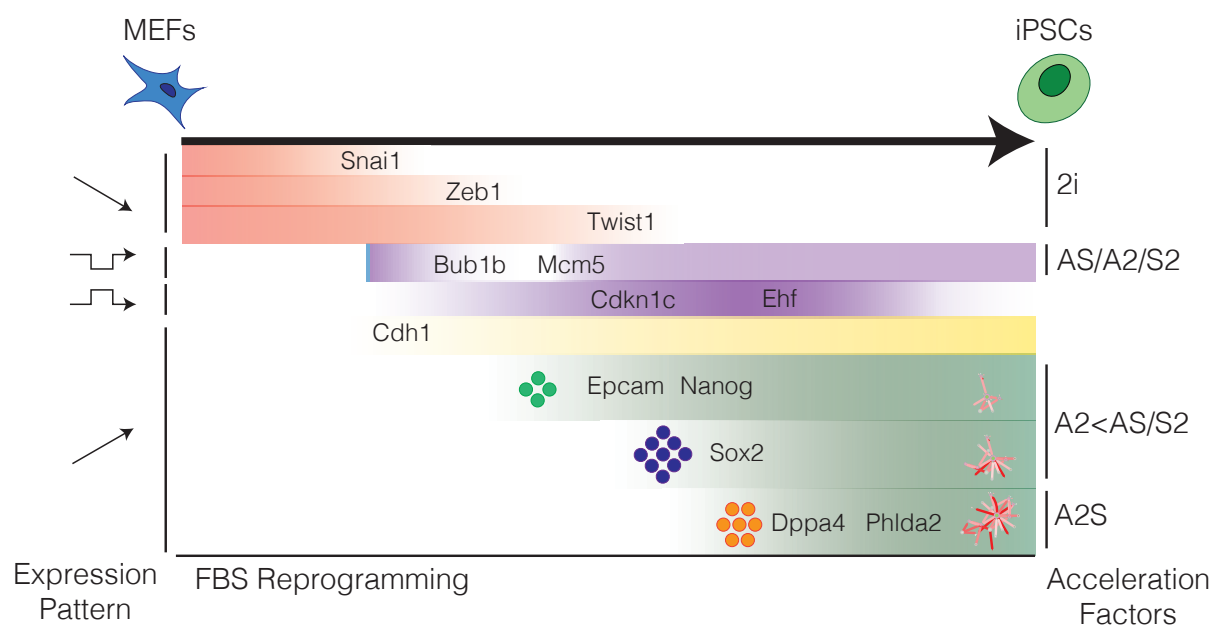 MEFs
iPSCs
Snai1
2i
Zeb1
Twist1
Bub1b Mcm5
AS/A2/S2
Cdkn1c Ehf
Cdh1
Epcam Nanog
A2<AS/S2
Sox2
Dppa4 Phlda2
A2S
Expression
Pattern
FBS Reprogramming
Acceleration
Factors